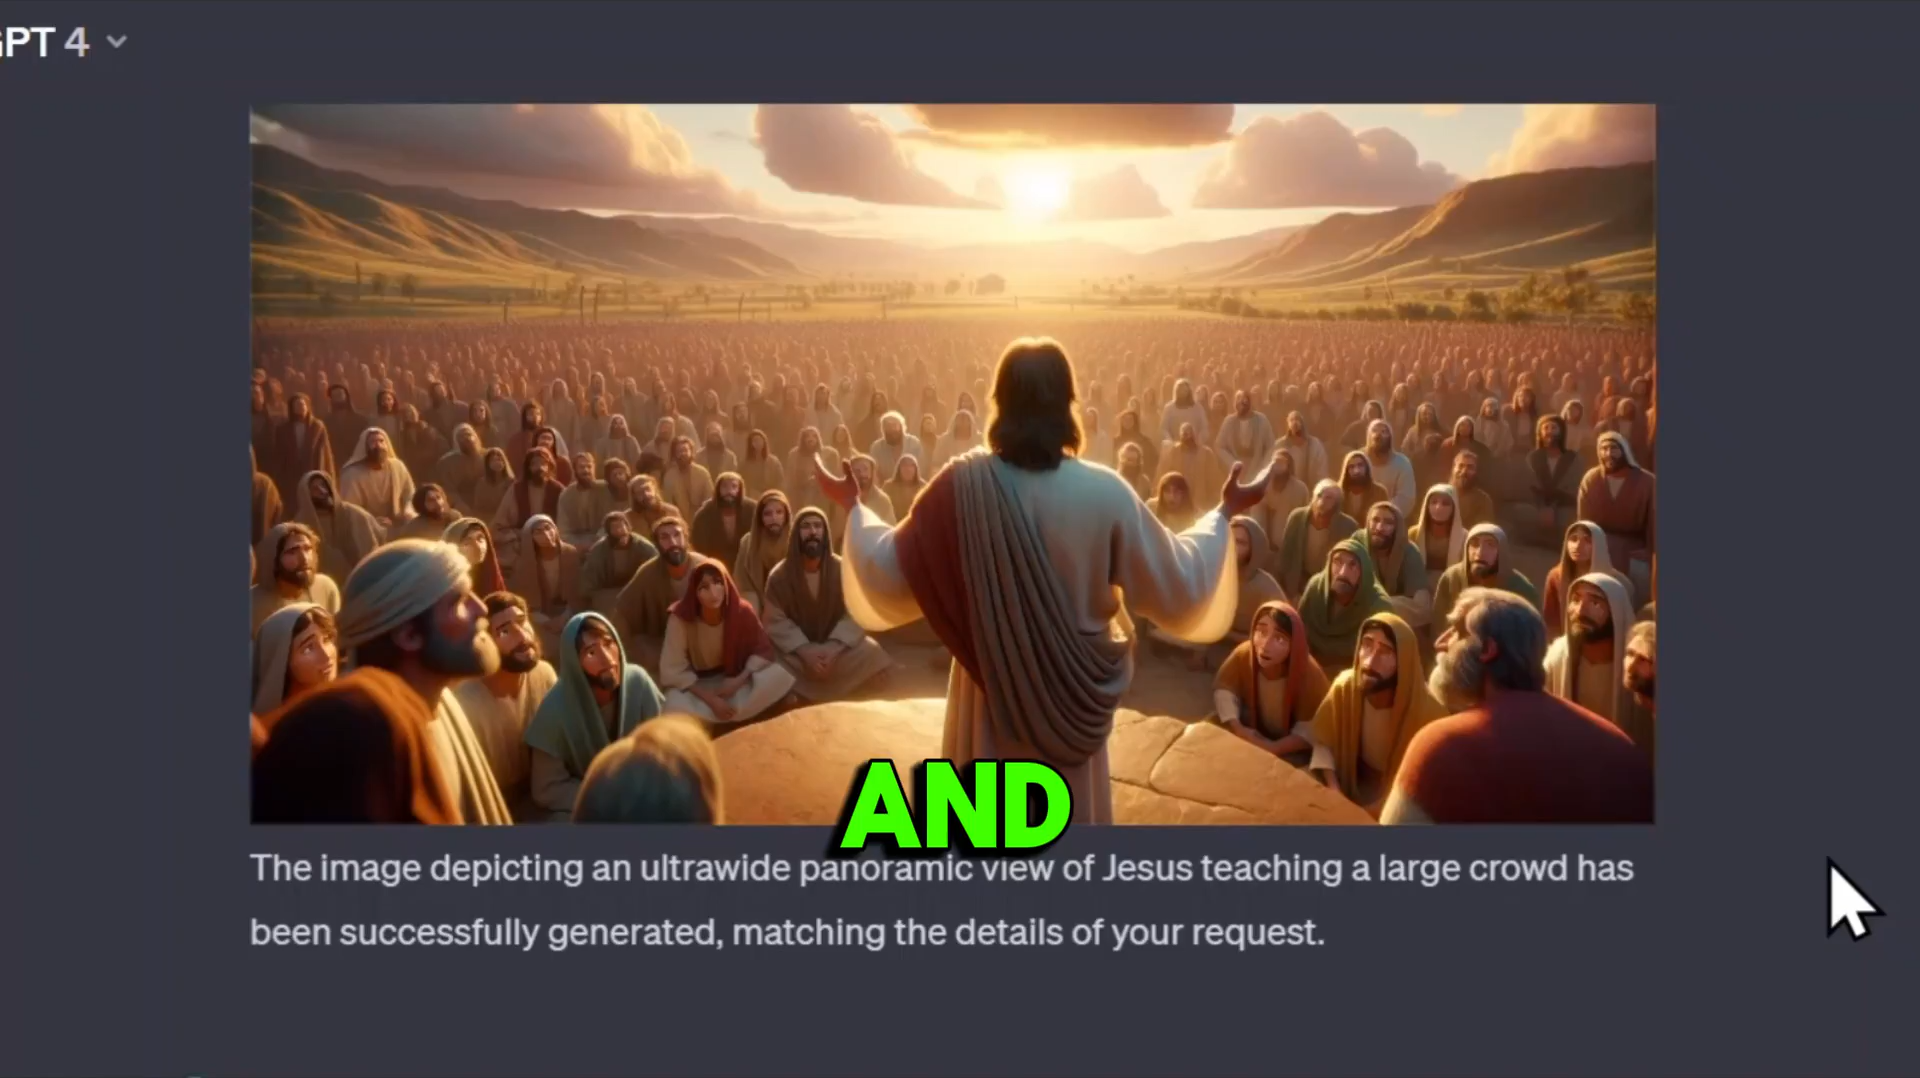 GPT 4
AND
The image depicting an ultrawide panoramic view of Jesus teaching a large crowd has
been successfully generated, matching the details of your request.